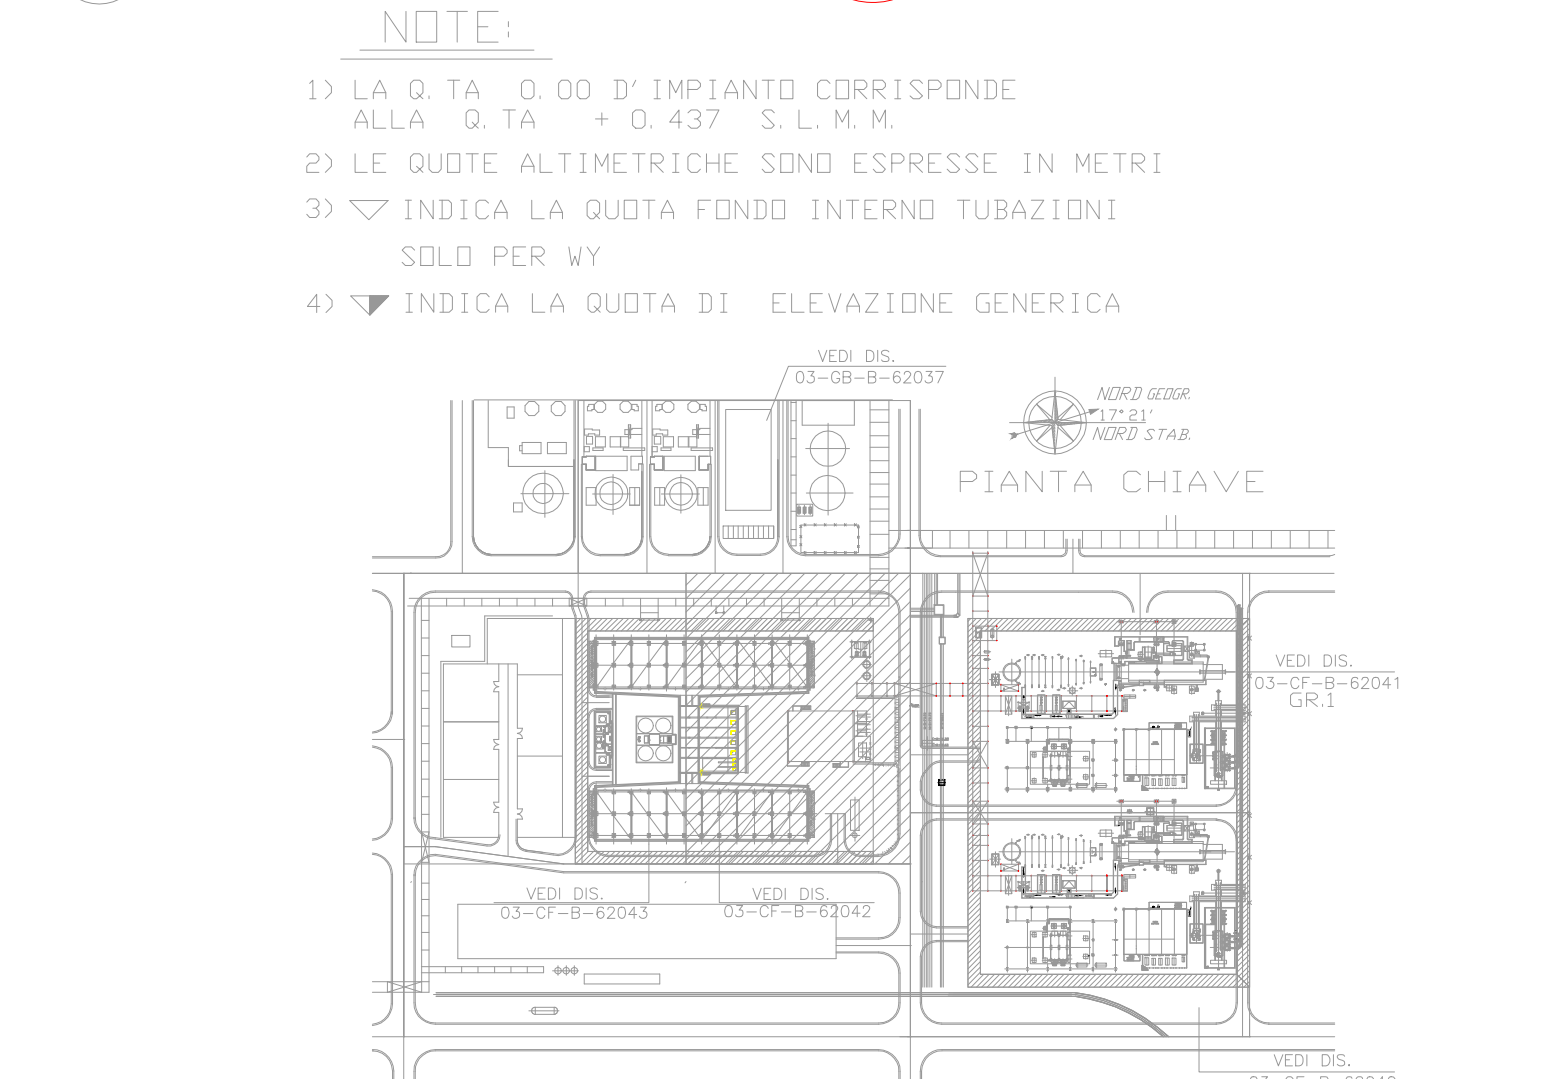 NOTE:
1) LA Q.TA 0.00 D'IMPIANTO CORRISPONDE
ALLA Q.TA + 0.437 S.L.M.M.
2) LE QUOTE ALTIMETRICHE SONO ESPRESSE IN METRI
3) INDICA LA QUOTA FONDO INTERNO TUBAZIONI
SOLO PER WY
4) INDICA LA QUOTA DI ELEVAZIONE GENERICA
VEDI DIS.
03-GB-B-62037
NORD GEOGR.
17°21'
NORD STAB.
PIANTA CHIAVE
VEDI DIS.
03-CF-B-62041
GR.1
VEDI DIS.
03-CF-B-62043
VEDI DIS.
03-CF-B-62042
VEDI DIS.